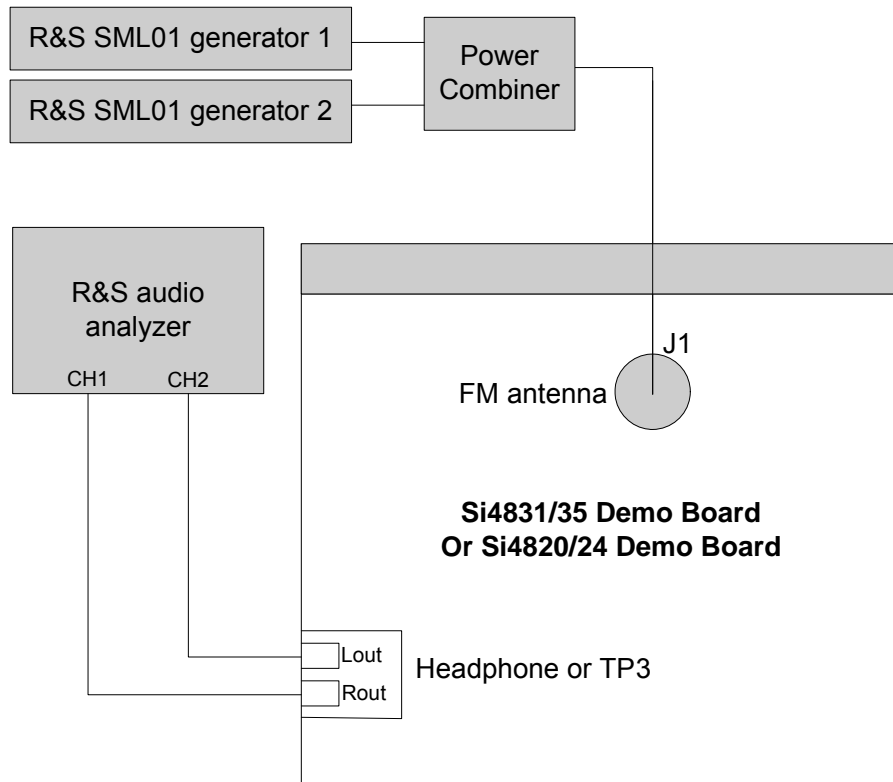 R&S SML01 generator 1
R&S SML01 generator 2
Power
Combiner
R&S audio
analyzer
CH1
CH2
J1
FM antenna
Si4831/35 Demo Board
Or Si4820/24 Demo Board
Lout
Rout
Headphone or TP3